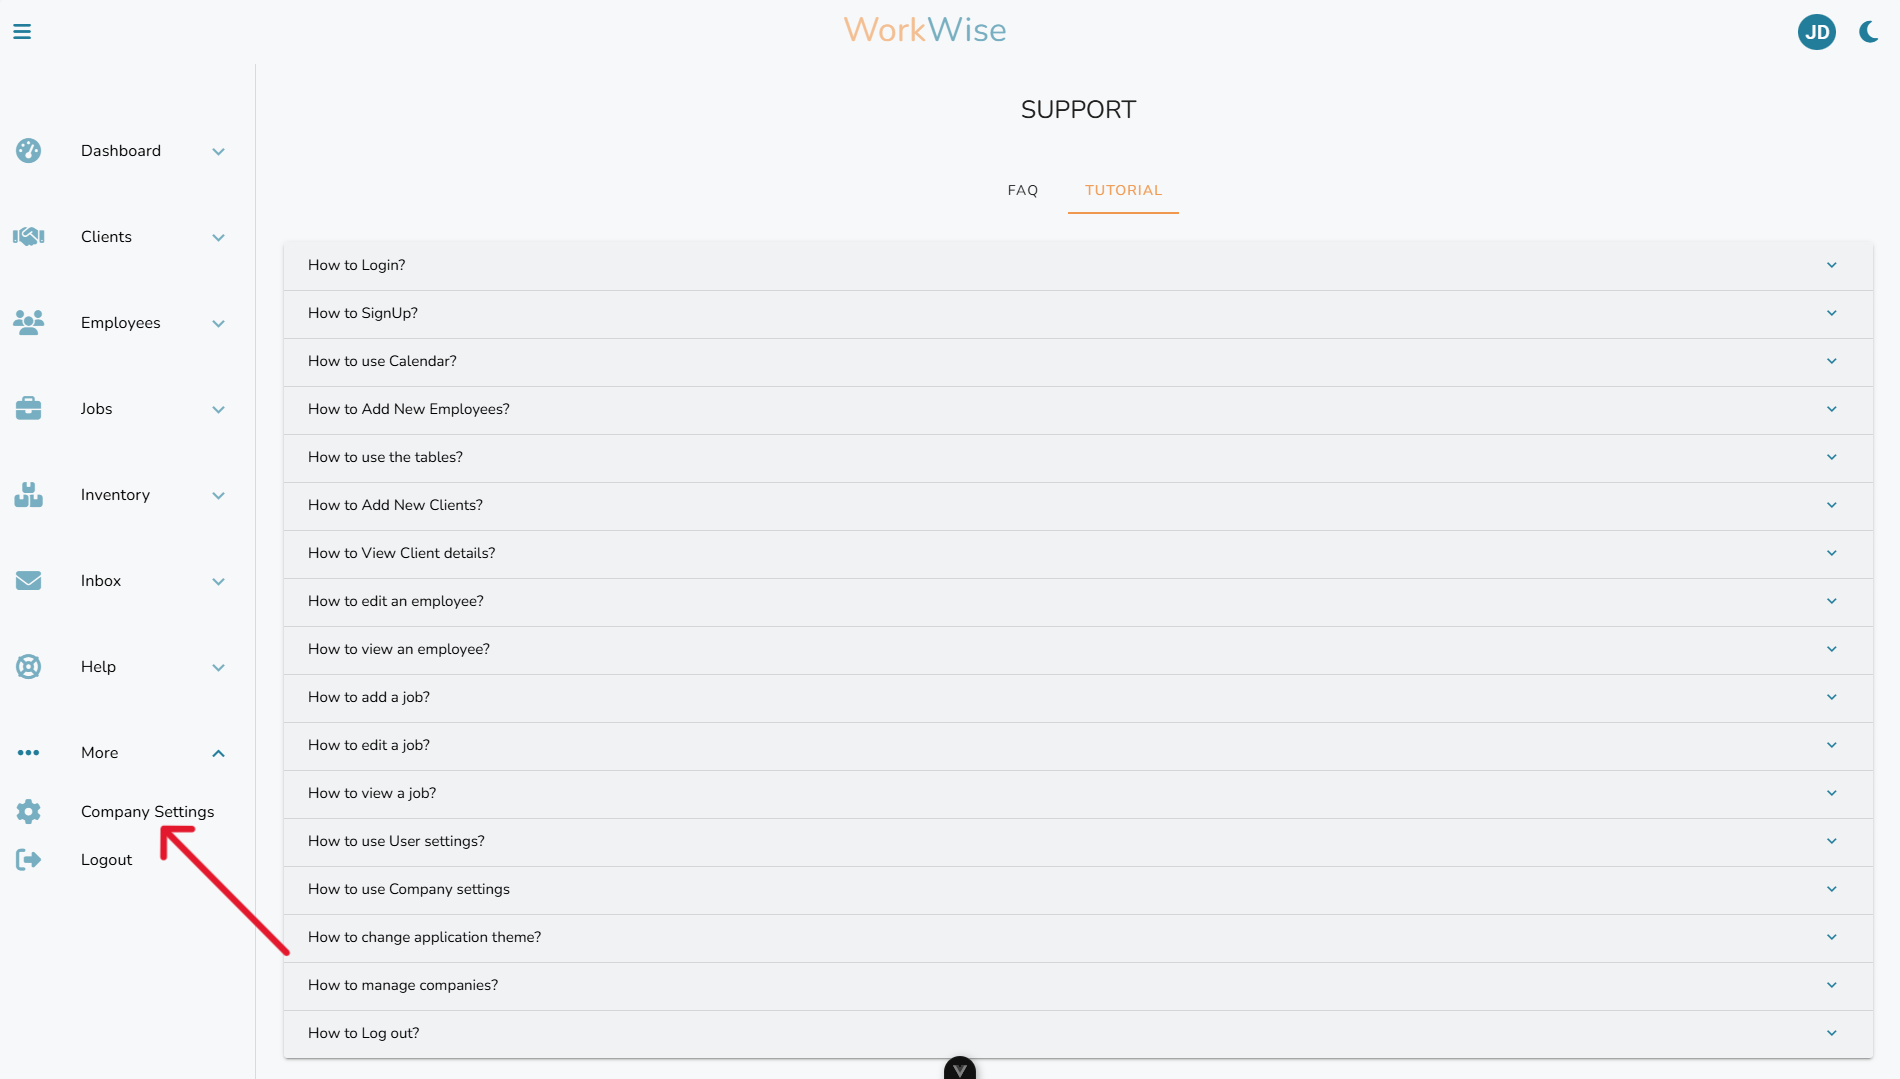 WorkWise
JD
Dashboard
Clients
Employees
Jobs
Inventory
Inbox
Help
More
Company Settings
Logout
SUPPORT
FAQ TUTORIAL
How to Login?
How to SignUp?
How to use Calendar?
How to Add New Employees?
How to use the tables?
How to Add New Clients?
How to View Client details?
How to edit an employee?
How to view an employee?
How to add a job?
How to edit a job?
How to view a job?
How to use User settings?
How to use Company settings
How to change application theme?
How to manage companies?
How to Log out?